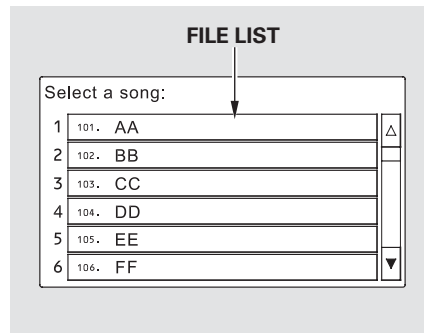 FILE LIST
Select a song:
1 101. AA
2 102. BB
3 103. CC
4 104. DD
5 105. EE
6 106. FF